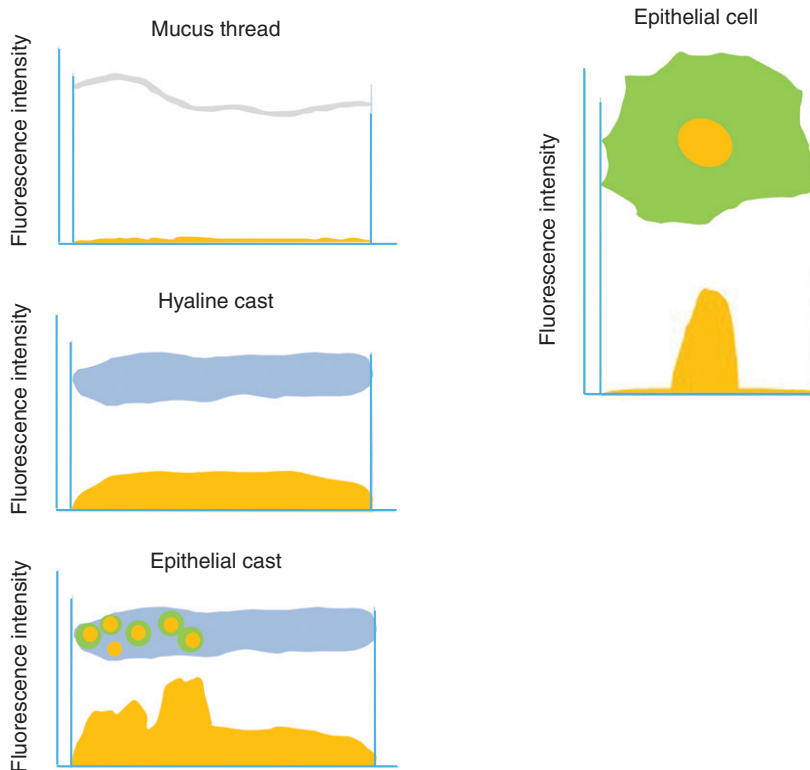 Mucus thread
Fluorescence intensity
Hyaline cast
Fluorescence intensity
Epithelial cast
Fluorescence intensity
Epithelial cell
Fluorescence intensity